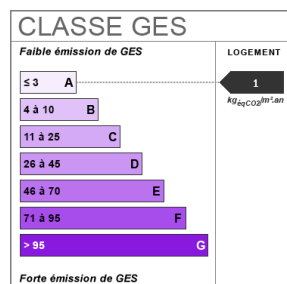 CLASSE GES
Faible émission de GES
LOGEMENT
≤ 3 A
1
kgéqCO2/m².an
4 à 10 B
11 à 25 C
26 à 45 D
46 à 70 E
71 à 95 F
> 95 G
Forte émission de GES